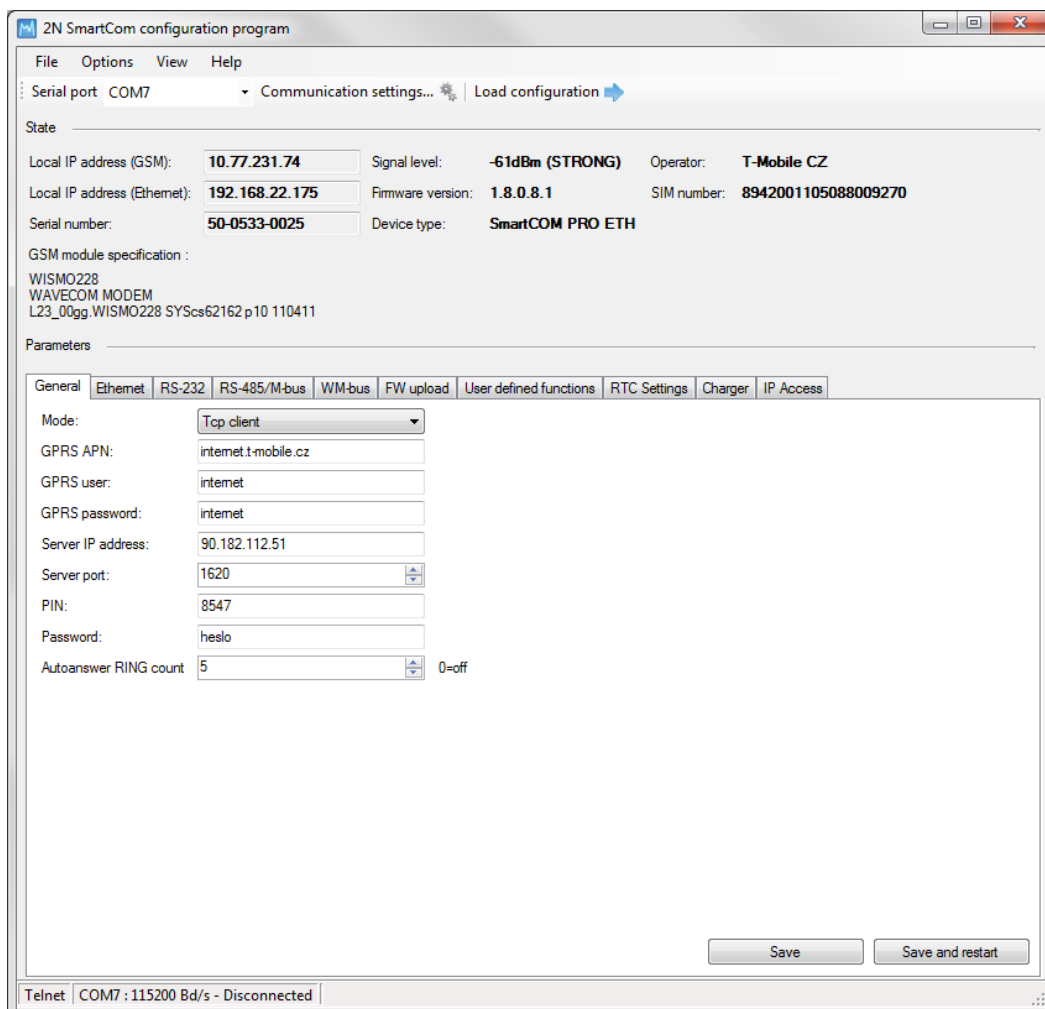 2N SmartCom configuration program
File Options View Help
Serial port COM7 Communication settings... Load configuration
State
Local IP address (GSM): 10.77.231.74 Signal level: -61dBm (STRONG) Operator: T-Mobile CZ
Local IP address (Ethernet): 192.168.22.175 Firmware version: 1.8.0.8.1 SIM number: 8942001105088009270
Serial number: 50-0533-0025 Device type: SmartCOM PRO ETH
GSM module specification :
WISMO228
WAVECOM MODEM
L23_00gg.WISMO228 SYScs62162 p10 110411
Parameters
General Ethernet RS-232 RS-485/M-bus WM-bus FW upload User defined functions RTC Settings Charger IP Access
Mode: Tcp client
GPRS APN: internet.t-mobile.cz
GPRS user: internet
GPRS password: internet
Server IP address: 90.182.112.51
Server port: 1620
PIN: 8547
Password: heslo
Autoanswer RING count 5 0=off
Save Save and restart
Telnet COM7 : 115200 Bd/s - Disconnected